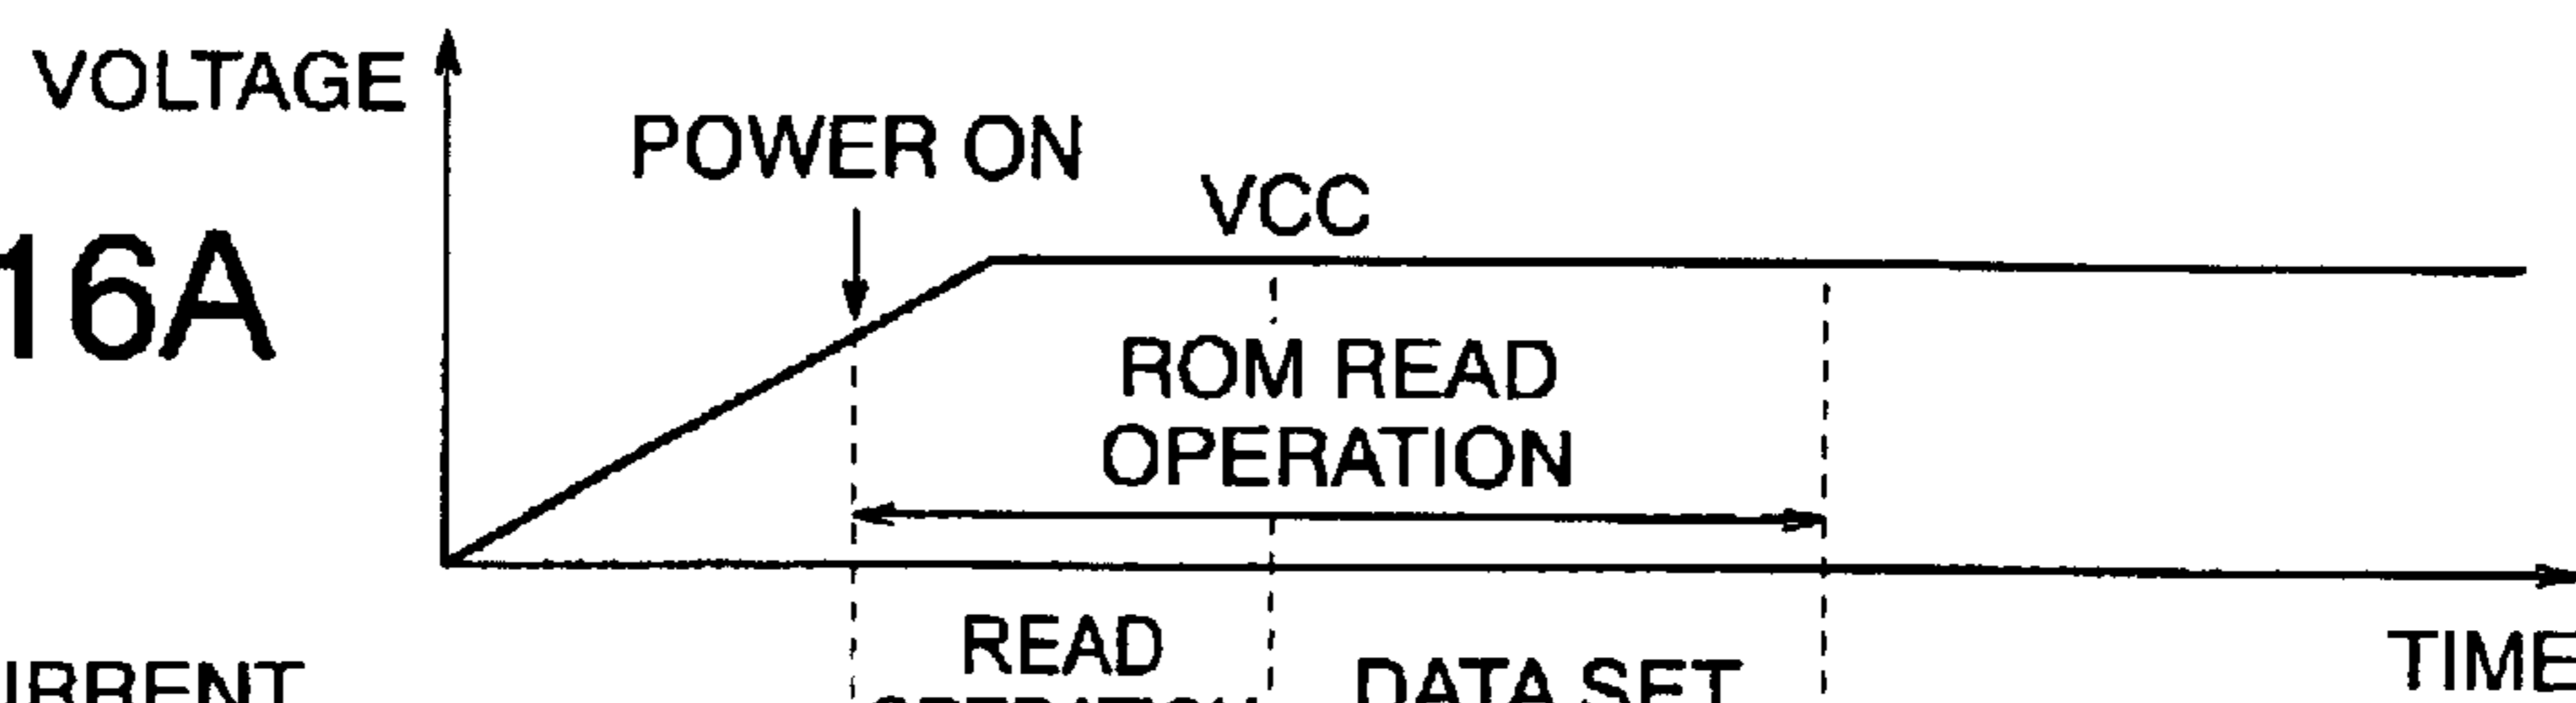 VOLTAGE
POWER ON
VCC
16A
ROM READ
OPERATION
READ
TIME
DATA SET